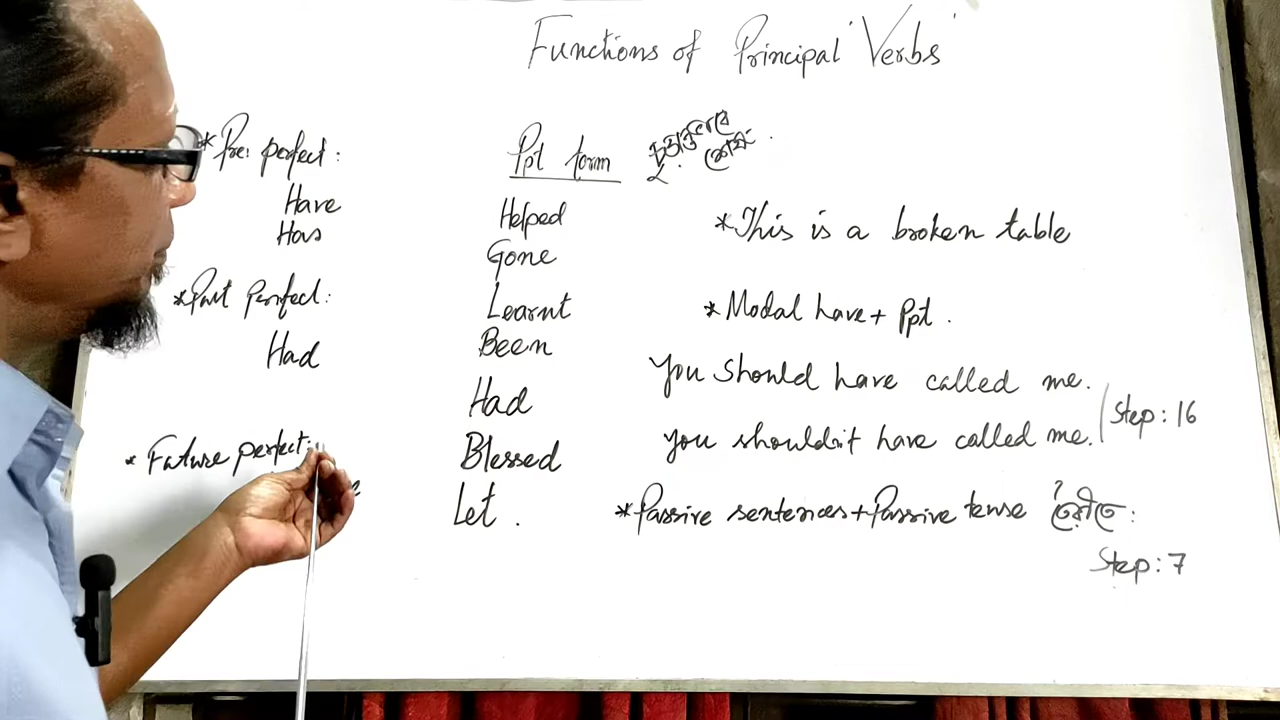 Functions of Principal 'Verbs'
*Pre: perfect:
Have
Has
*Past perfect:
Had
* Future perfect:
Ppt form
Helped
Gone
Learnt
Been
Had
Blessed
Let .
*This is a broken table
*Modal have + Ppt .
You should have called me.
you shouldn't have called me.
Step: 16
*Passive sentences + Passive tense
Step: 7